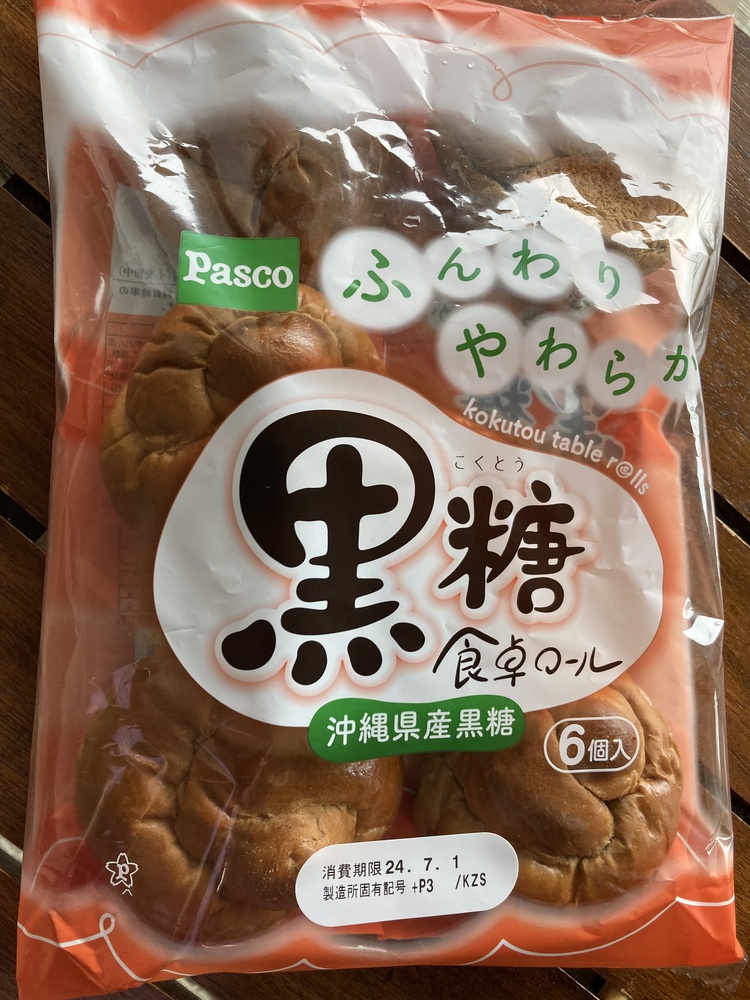 Pasco
ふんわり
やわらか
kokutou table rolls
こくとう
黒糖
食卓ロール
沖縄県産黒糖
6個入
消費期限 24. 7. 1
製造所固有記号 +P3 /KZS
P